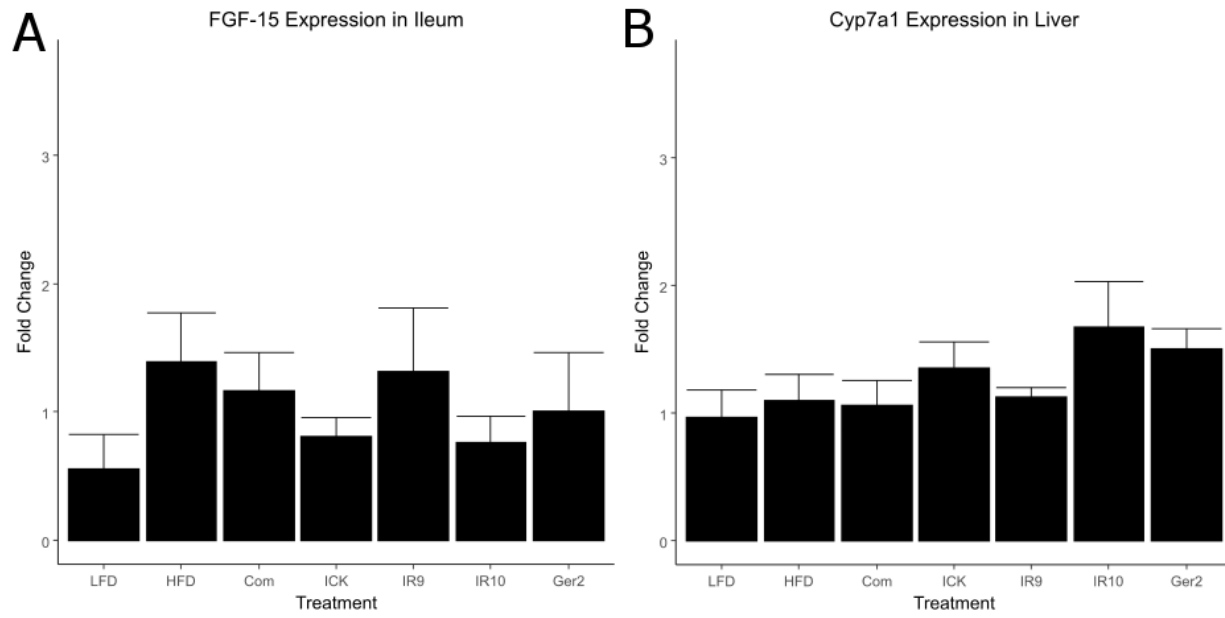 A
FGF-15 Expression in Ileum
Fold Change
3
2
1
0
LFD HFD Com ICK IR9 IR10 Ger2
Treatment
B
Cyp7a1 Expression in Liver
Fold Change
3
2
1
0
LFD HFD Com ICK IR9 IR10 Ger2
Treatment